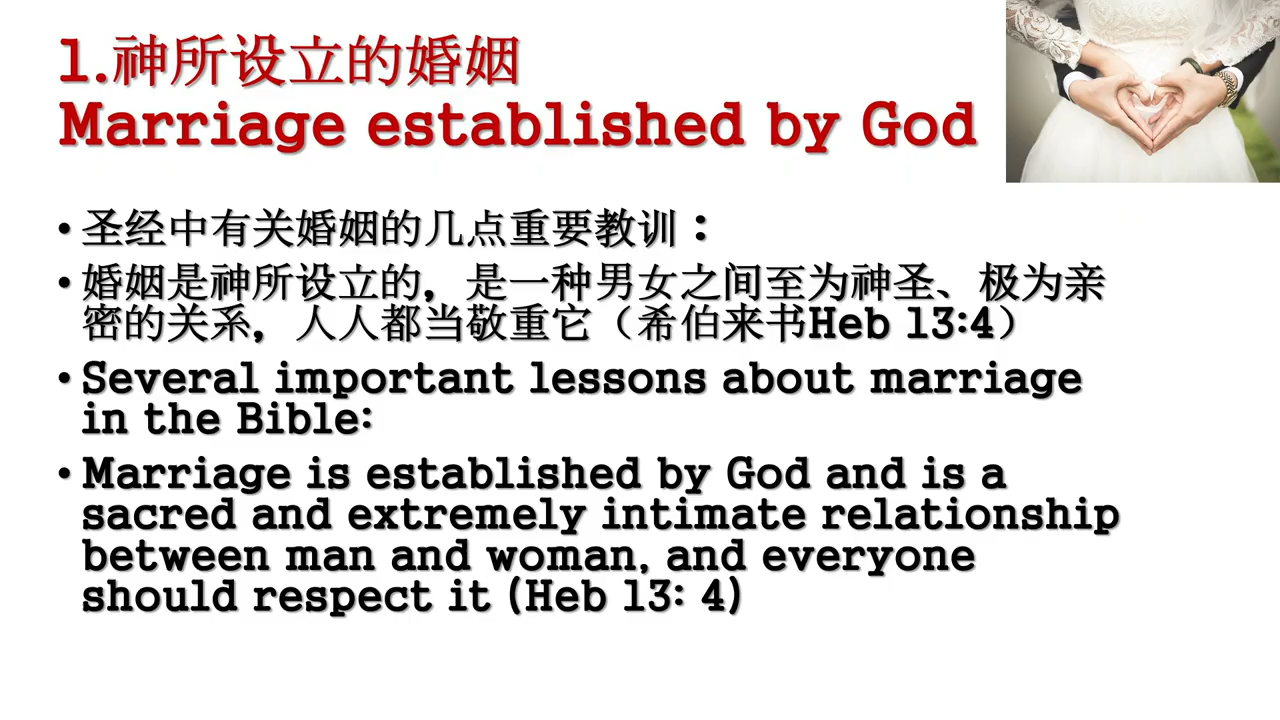 1.神所设立的婚姻
Marriage established by God
• 圣经中有关婚姻的几点重要教训：
• 婚姻是神所设立的，是一种男女之间至为神圣、极为亲
密的关系，人人都当敬重它（希伯来书Heb 13:4）
• Several important lessons about marriage
in the Bible:
• Marriage is established by God and is a
sacred and extremely intimate relationship
between man and woman, and everyone
should respect it (Heb 13: 4)